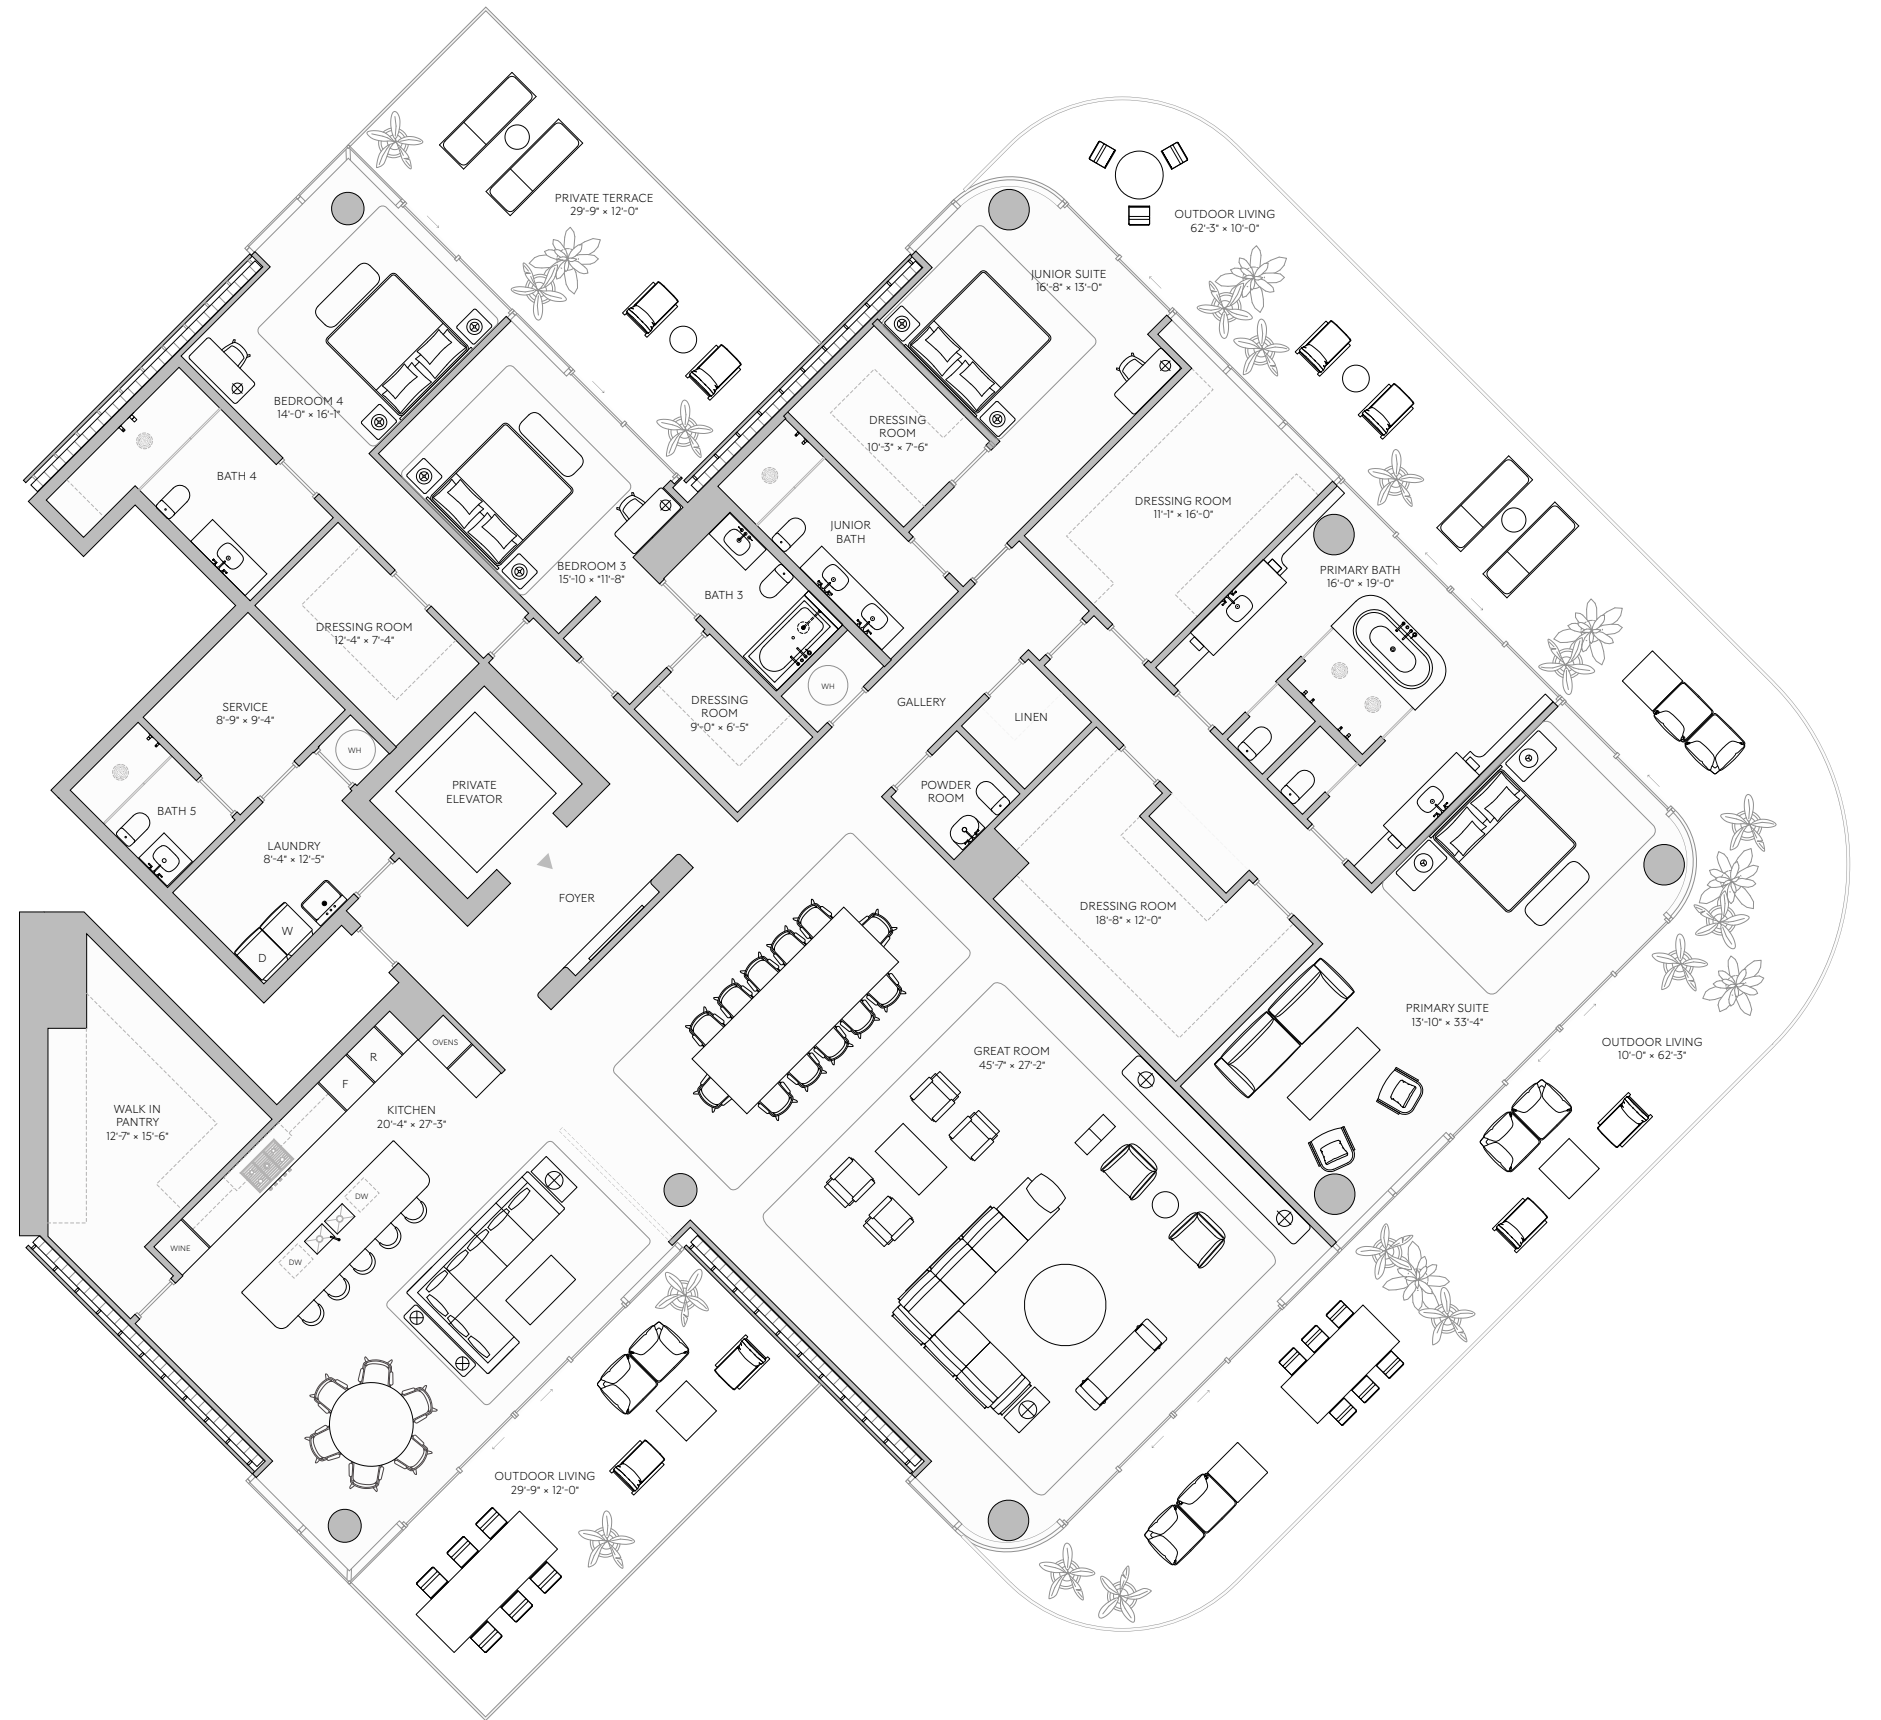 PRIVATE TERRACE
29'-9" × 12'-0"
OUTDOOR LIVING
62'-3" × 10'-0"
JUNIOR SUITE
16'-8" × 13'-0"
BEDROOM 4
14'-0" × 16'-1"
DRESSING
ROOM
10'-3" × 7'-6"
BATH 4
DRESSING ROOM
11'-1" × 16'-0"
JUNIOR
BATH
BEDROOM 3
15'-10 × "11'-8"
PRIMARY BATH
16'-0" × 19'-0"
BATH 3
DRESSING ROOM
12'-4" × 7'-4"
WH
SERVICE
8'-9" × 9'-4"
DRESSING
ROOM
9'-0" × 6'-5"
GALLERY
LINEN
WH
PRIVATE
ELEVATOR
POWDER
ROOM
BATH 5
LAUNDRY
8'-4" × 12'-5"
FOYER
DRESSING ROOM
18'-8" × 12'-0"
W
D
PRIMARY SUITE
13'-10" × 33'-4"
OUTDOOR LIVING
10'-0" × 62'-3"
OVENS
R
F
GREAT ROOM
45'-7" × 27'-2"
WALK IN
PANTRY
12'-7" × 15'-6"
KITCHEN
20'-4" × 27'-3"
DW
WINE
DW
OUTDOOR LIVING
29'-9" × 12'-0"